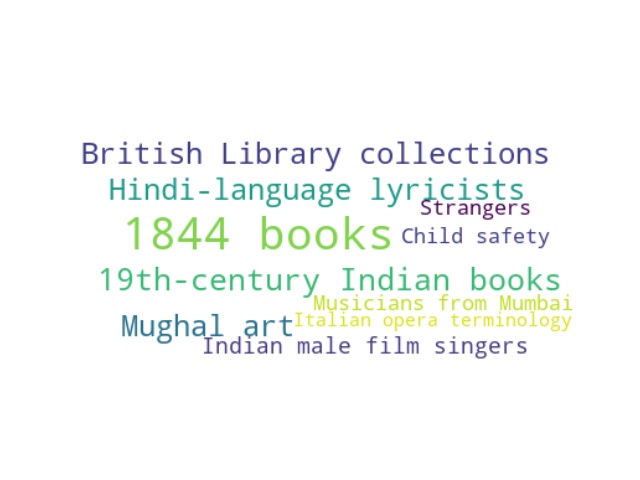 British Library collections
Hindi-language lyricists
Strangers
1844 books
Child safety
19th-century Indian books
Musicians from Mumbai
Italian opera terminology
Mughal art
Indian male film singers